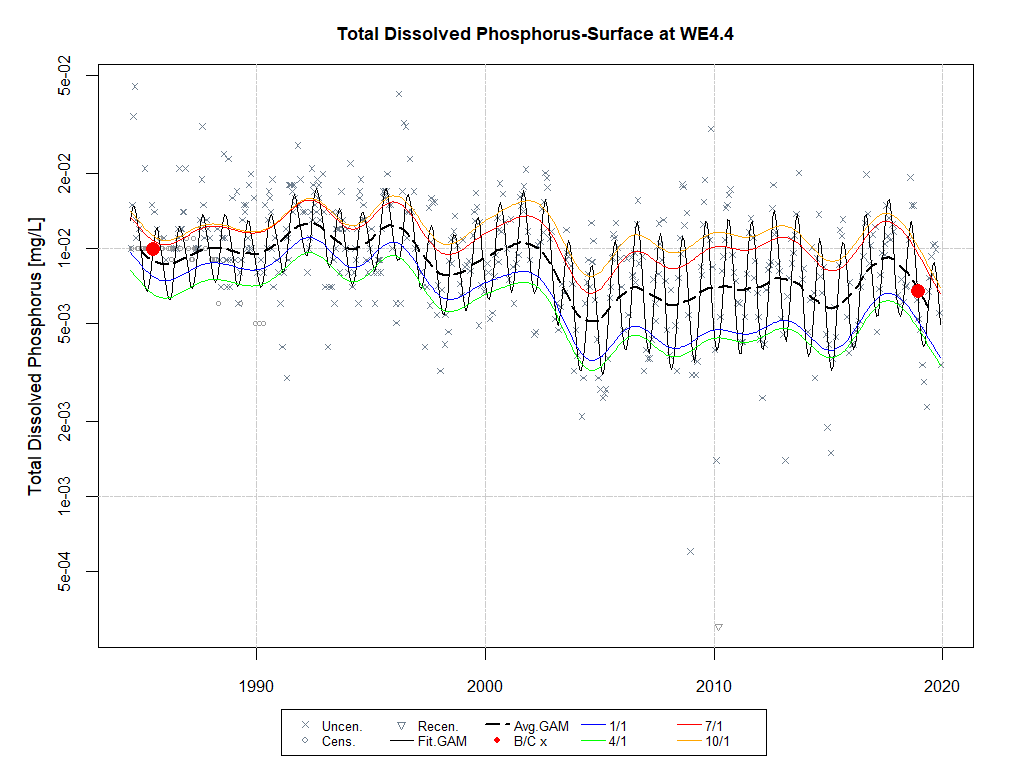 Total Dissolved Phosphorus-Surface at WE4.4
Total Dissolved Phosphorus [mg/L]
5e-02
2e-02
1e-02
5e-03
2e-03
1e-03
5e-04
1990 2000 2010 2020
Uncen. Recen. Avg.GAM 1/1 7/1
Cens. Fit.GAM B/C x 4/1 10/1